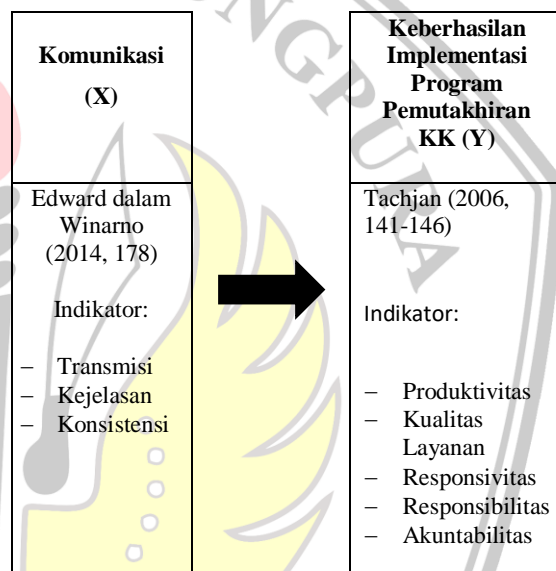 Komunikasi
(X)
Edward dalam
Winarno
(2014, 178)
Indikator:
– Transmisi
– Kejelasan
– Konsistensi
Keberhasilan
Implementasi
Program
Pemutakhiran
KK (Y)
Tachjan (2006,
141-146)
Indikator:
– Produktivitas
– Kualitas
Layanan
– Responsivitas
– Responsibilitas
– Akuntabilitas
NGPURA